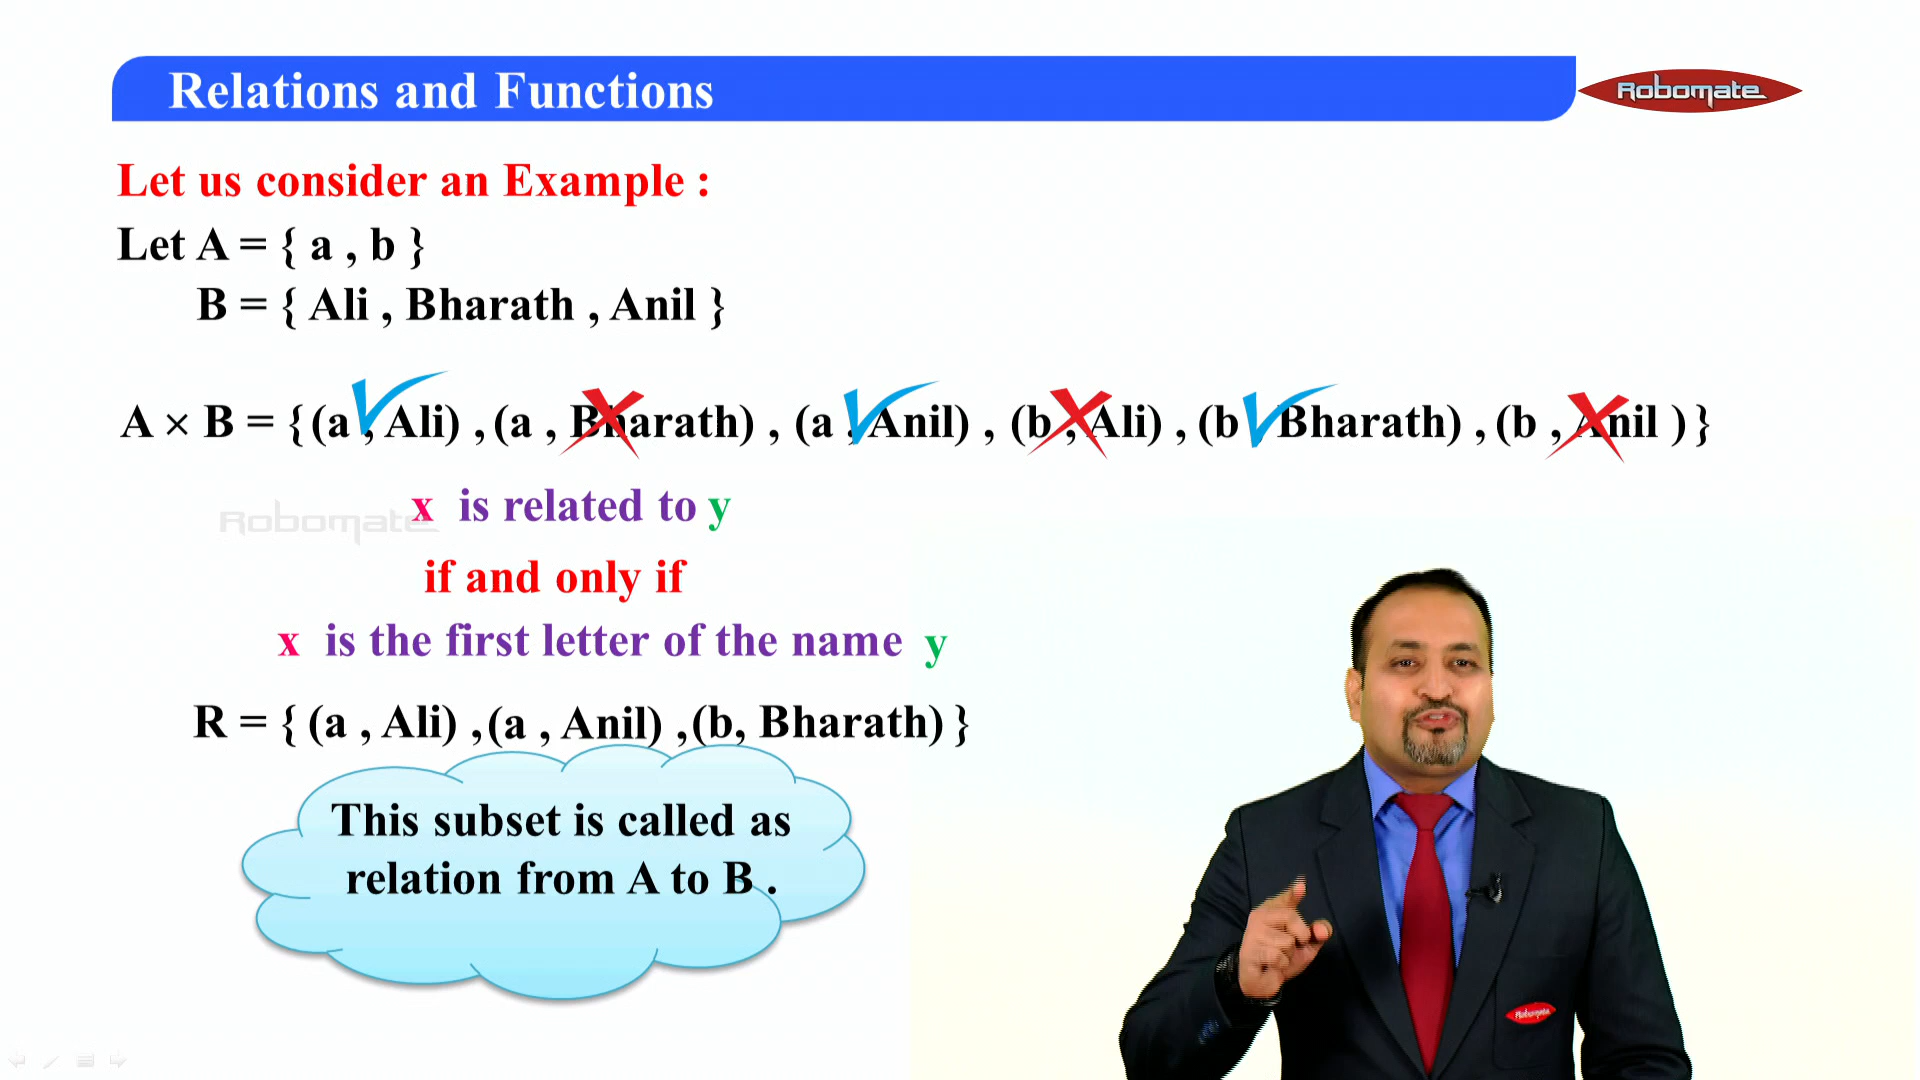 Relations and Functions
Robomate
Let us consider an Example :
Let A = { a , b }
B = { Ali , Bharath , Anil }
A × B = { (a , Ali) , (a , Bharath) , (a , Anil) , (b , Ali) , (b , Bharath) , (b , Anil ) }
x is related to y
Robomate
if and only if
x is the first letter of the name y
R = { (a , Ali) , (a , Anil) , (b, Bharath) }
This subset is called as
relation from A to B .
Robomate